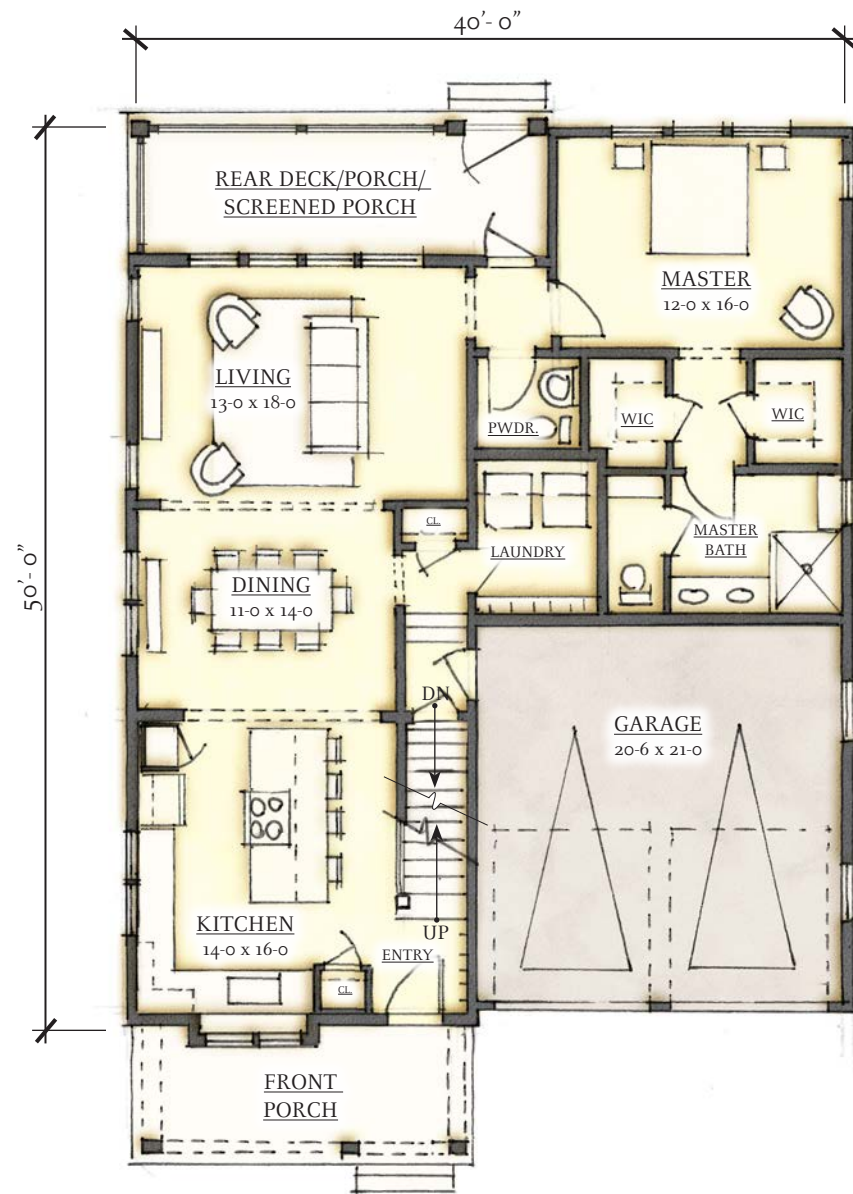 40'-0"
50'-0"
REAR DECK/PORCH/
SCREENED PORCH
MASTER
12-0 x 16-0
LIVING
13-0 x 18-0
PWDR.
WIC
WIC
CL.
LAUNDRY
MASTER
BATH
DINING
11-0 x 14-0
DN
GARAGE
20-6 x 21-0
KITCHEN
14-0 x 16-0
UP
ENTRY
CL.
FRONT
PORCH